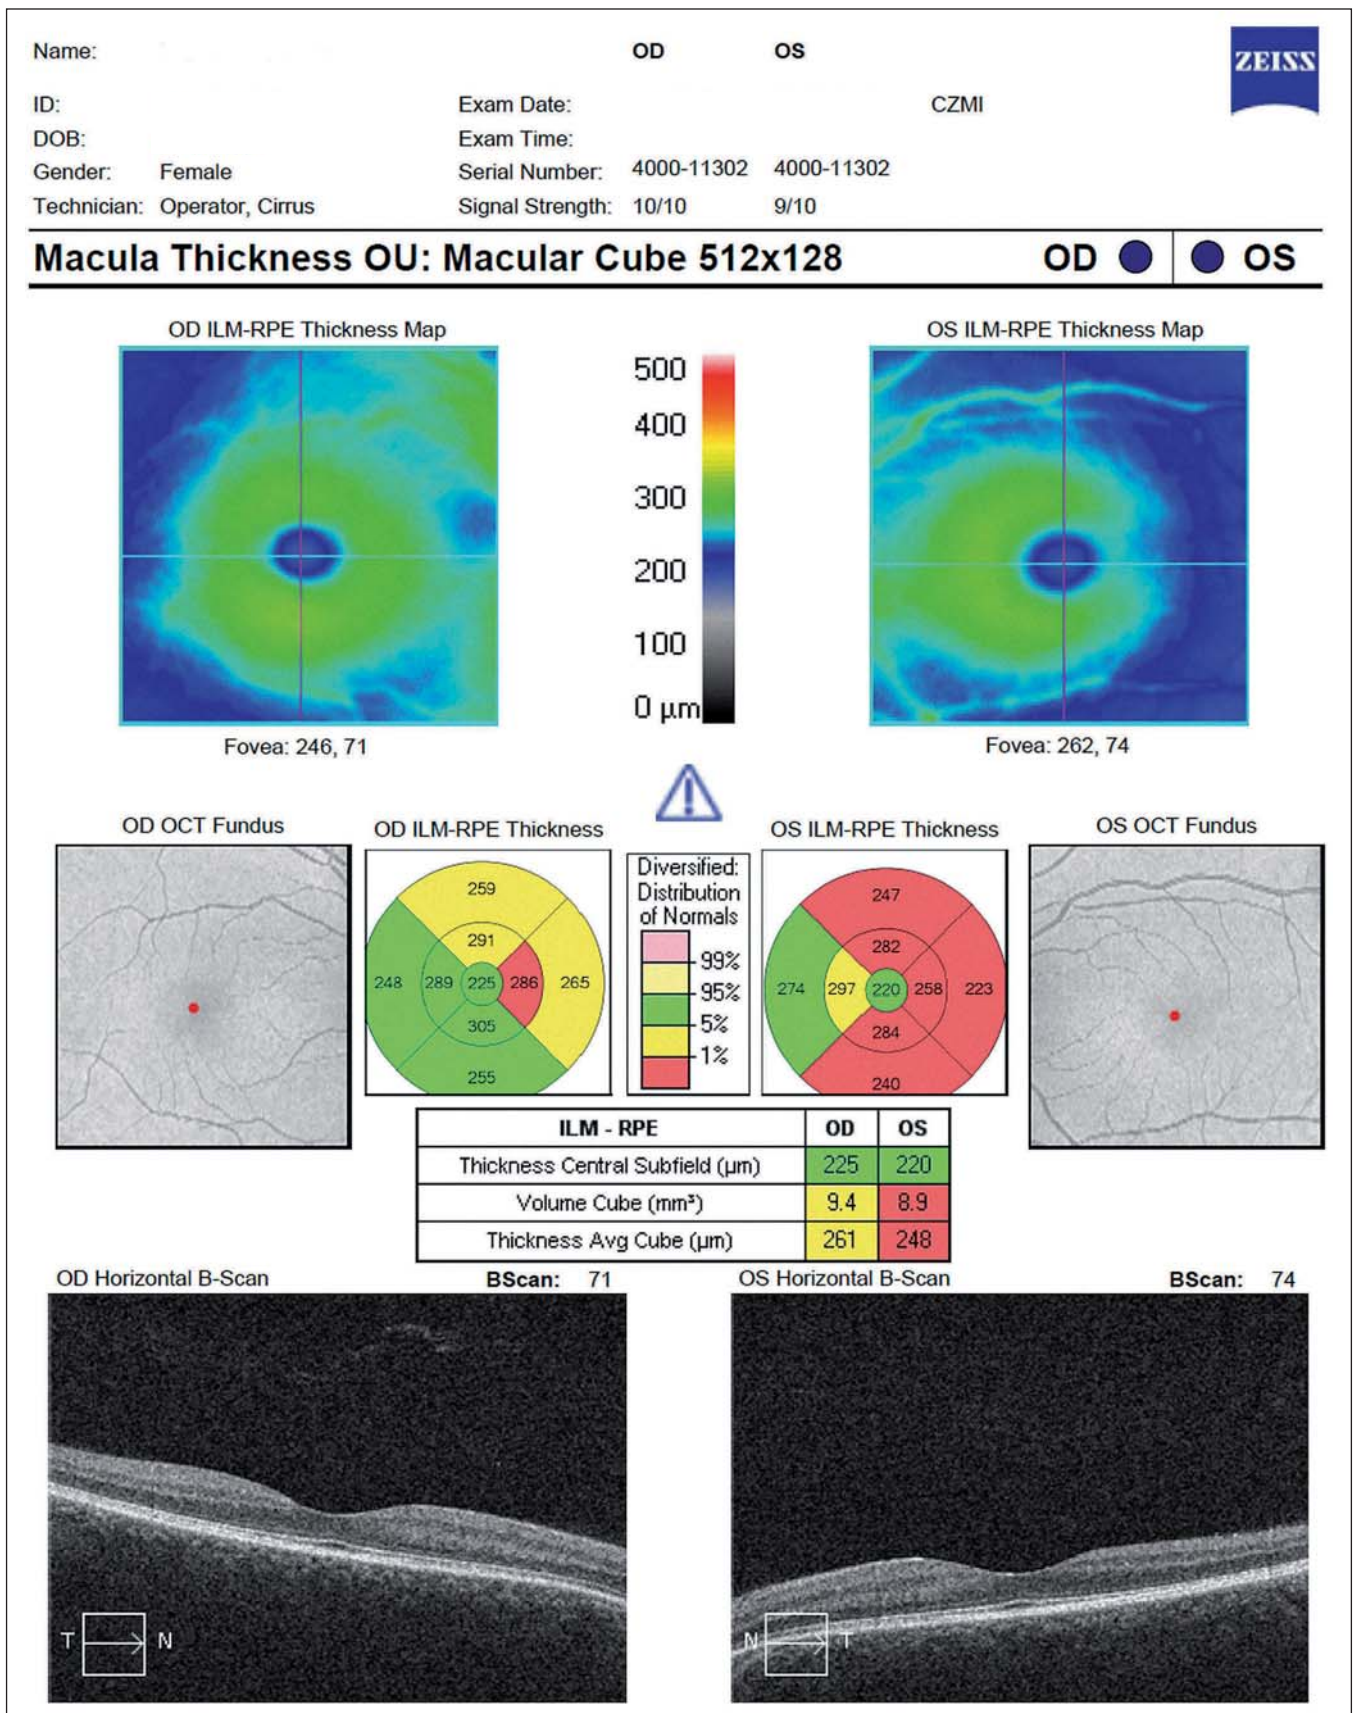 Name: OD OS
ZEISS
ID: Exam Date: CZMI
DOB: Exam Time:
Gender: Female Serial Number: 4000-11302 4000-11302
Technician: Operator, Cirrus Signal Strength: 10/10 9/10
Macula Thickness OU: Macular Cube 512x128 OD OS
OD ILM-RPE Thickness Map
500
400
300
200
100
0 µm
OS ILM-RPE Thickness Map
Fovea: 246, 71
Fovea: 262, 74
OD OCT Fundus
OD ILM-RPE Thickness
259
291
248 289 225 286 265
305
255
Diversified:
Distribution
of Normals
99%
95%
5%
1%
OS ILM-RPE Thickness
247
282
274 297 220 258 223
284
240
OS OCT Fundus
ILM - RPE OD OS
Thickness Central Subfield (µm) 225 220
Volume Cube (mm³) 9.4 8.9
Thickness Avg Cube (µm) 261 248
OD Horizontal B-Scan BScan: 71
OS Horizontal B-Scan BScan: 74
T N
N T